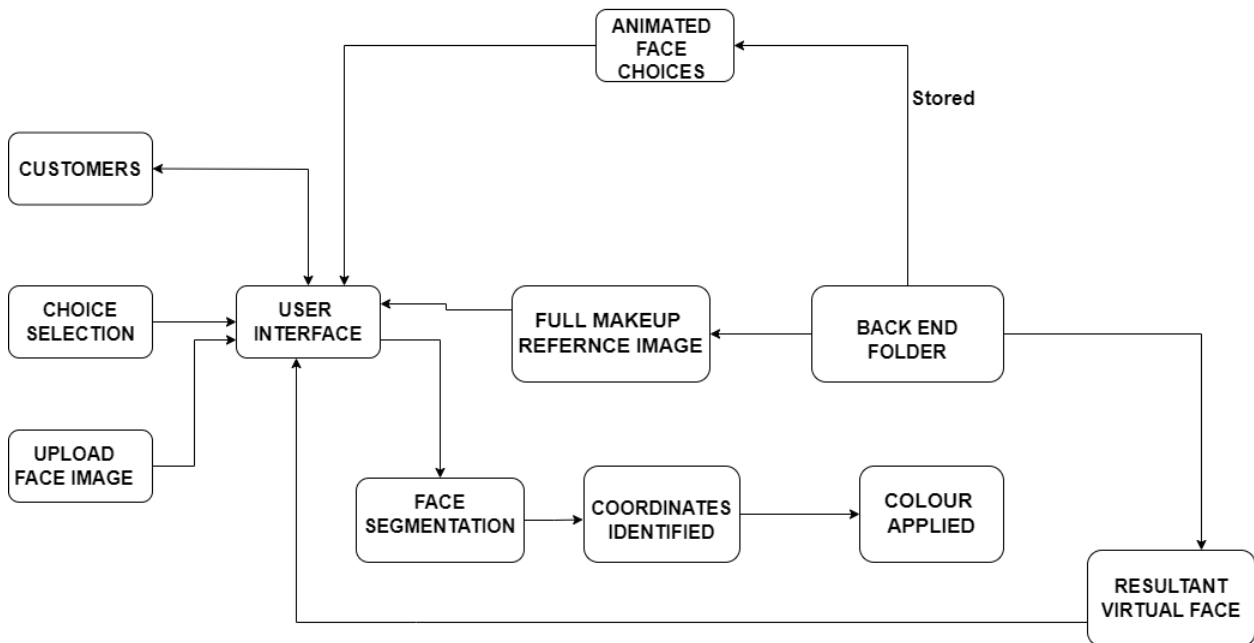 ANIMATED
FACE
CHOICES
Stored
CUSTOMERS
CHOICE
SELECTION
USER
INTERFACE
FULL MAKEUP
REFERNCE IMAGE
BACK END
FOLDER
UPLOAD
FACE IMAGE
FACE
SEGMENTATION
COORDINATES
IDENTIFIED
COLOUR
APPLIED
RESULTANT
VIRTUAL FACE